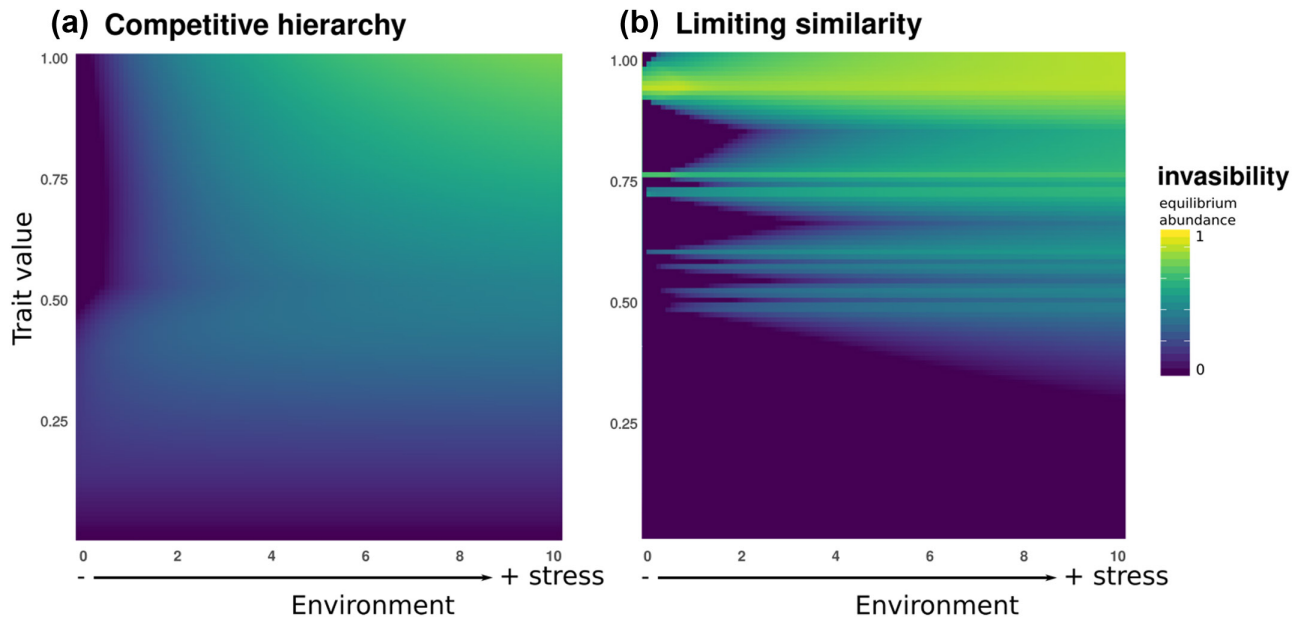 (a) Competitive hierarchy
(b) Limiting similarity
Trait value
1.00
0.75
0.50
0.25
0 2 4 6 8 10
- + stress
Environment
1.00
0.75
0.50
0.25
0 2 4 6 8 10
- + stress
Environment
invasibility
equilibrium
abundance
1
0